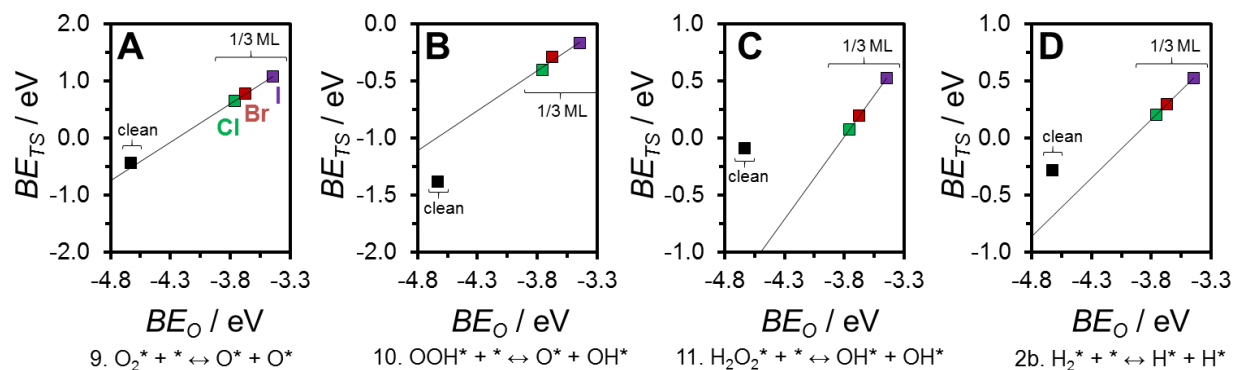 A
B
C
D
2.0
1.0
0.0
-1.0
-2.0
BE_TS / eV
1/3 ML
clean
Cl
Br
I
-4.8
-4.3
-3.8
-3.3
BE_O / eV
9. O₂* + * ↔ O* + O*
0.0
-0.5
-1.0
-1.5
-2.0
BE_TS / eV
1/3 ML
clean
-4.8
-4.3
-3.8
-3.3
BE_O / eV
10. OOH* + * ↔ O* + OH*
1.0
0.5
0.0
-0.5
-1.0
BE_TS / eV
1/3 ML
clean
-4.8
-4.3
-3.8
-3.3
BE_O / eV
11. H₂O₂* + * ↔ OH* + OH*
1.0
0.5
0.0
-0.5
-1.0
BE_TS / eV
1/3 ML
clean
-4.8
-4.3
-3.8
-3.3
BE_O / eV
2b. H₂* + * ↔ H* + H*